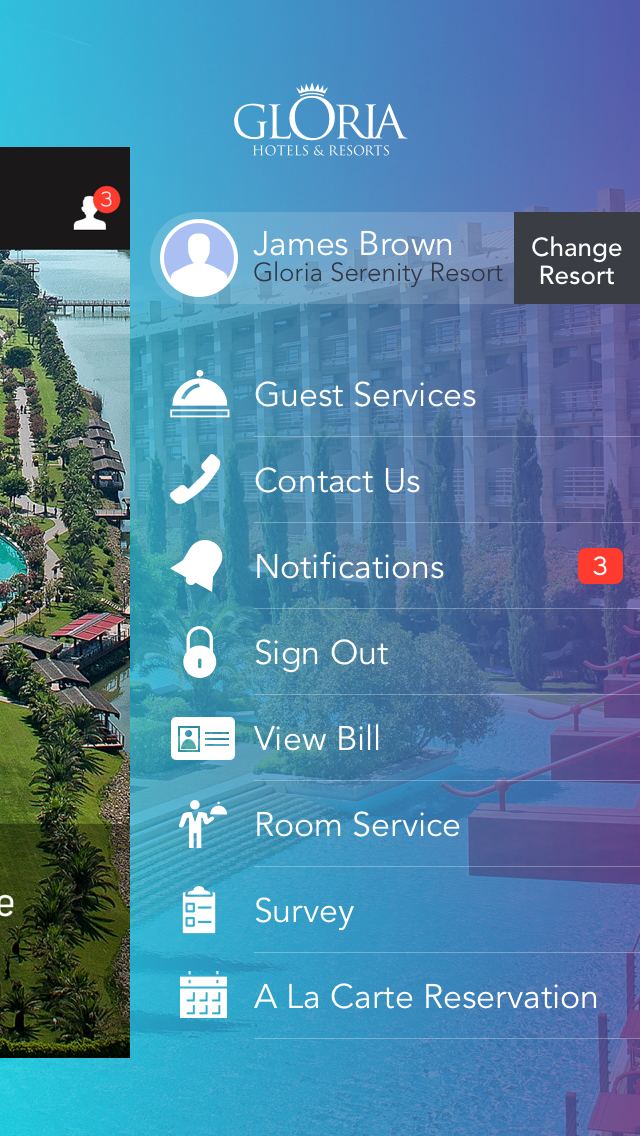 GLORIA
HOTELS & RESORTS
3
James Brown
Gloria Serenity Resort
Change
Resort
Guest Services
Contact Us
Notifications
3
Sign Out
View Bill
Room Service
e
Survey
A La Carte Reservation